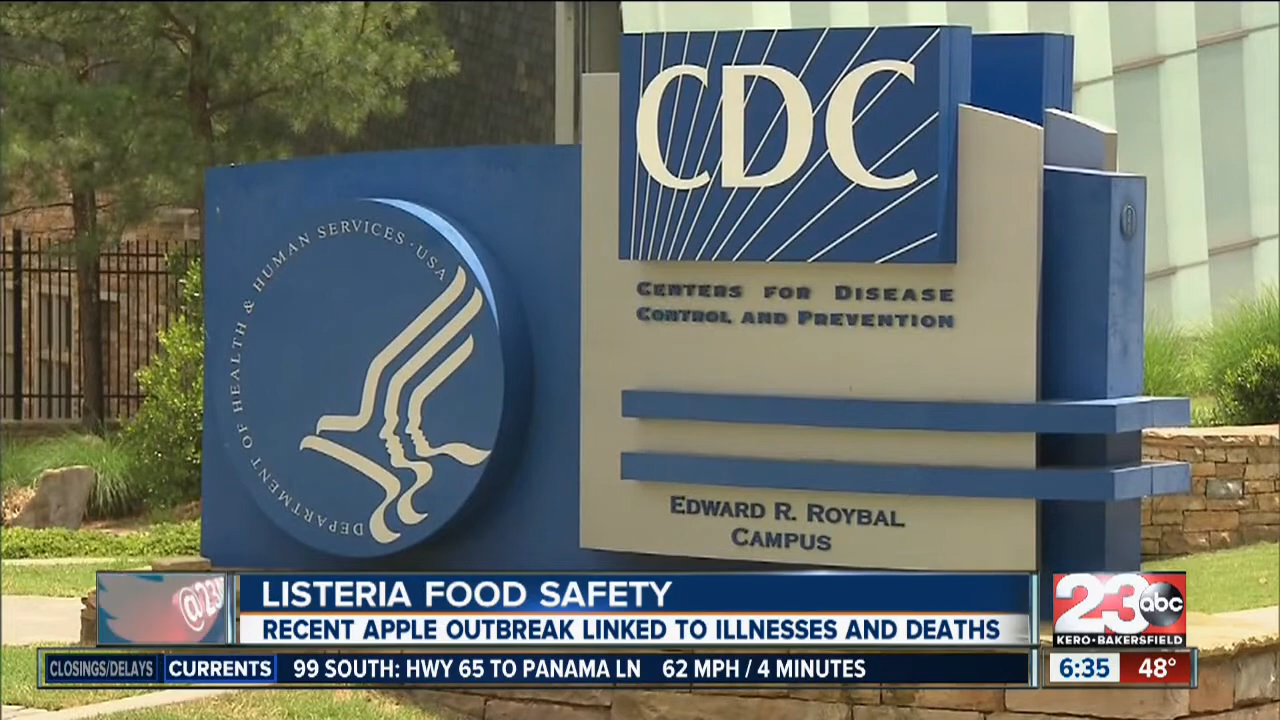 CDC
CENTERS FOR DISEASE
CONTROL AND PREVENTION
DEPARTMENT OF HEALTH & HUMAN SERVICES · USA
EDWARD R. ROYBAL
CAMPUS
@23
LISTERIA FOOD SAFETY
RECENT APPLE OUTBREAK LINKED TO ILLNESSES AND DEATHS
23 abc
KERO·BAKERSFIELD
CLOSINGS/DELAYS CURRENTS 99 SOUTH: HWY 65 TO PANAMA LN 62 MPH / 4 MINUTES
6:35 48°